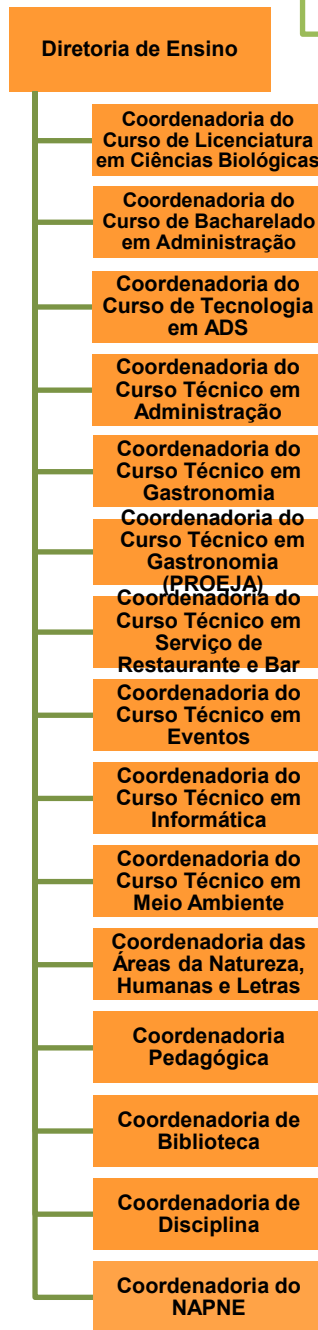 Diretoria de Ensino
Coordenadoria do
Curso de Licenciatura
em Ciências Biológicas
Coordenadoria do
Curso de Bacharelado
em Administração
Coordenadoria do
Curso de Tecnologia
em ADS
Coordenadoria do
Curso Técnico em
Administração
Coordenadoria do
Curso Técnico em
Gastronomia
Coordenadoria do
Curso Técnico em
Gastronomia
(PROEJA)
Coordenadoria do
Curso Técnico em
Serviço de
Restaurante e Bar
Coordenadoria do
Curso Técnico em
Eventos
Coordenadoria do
Curso Técnico em
Informática
Coordenadoria do
Curso Técnico em
Meio Ambiente
Coordenadoria das
Áreas da Natureza,
Humanas e Letras
Coordenadoria
Pedagógica
Coordenadoria de
Biblioteca
Coordenadoria de
Disciplina
Coordenadoria do
NAPNE